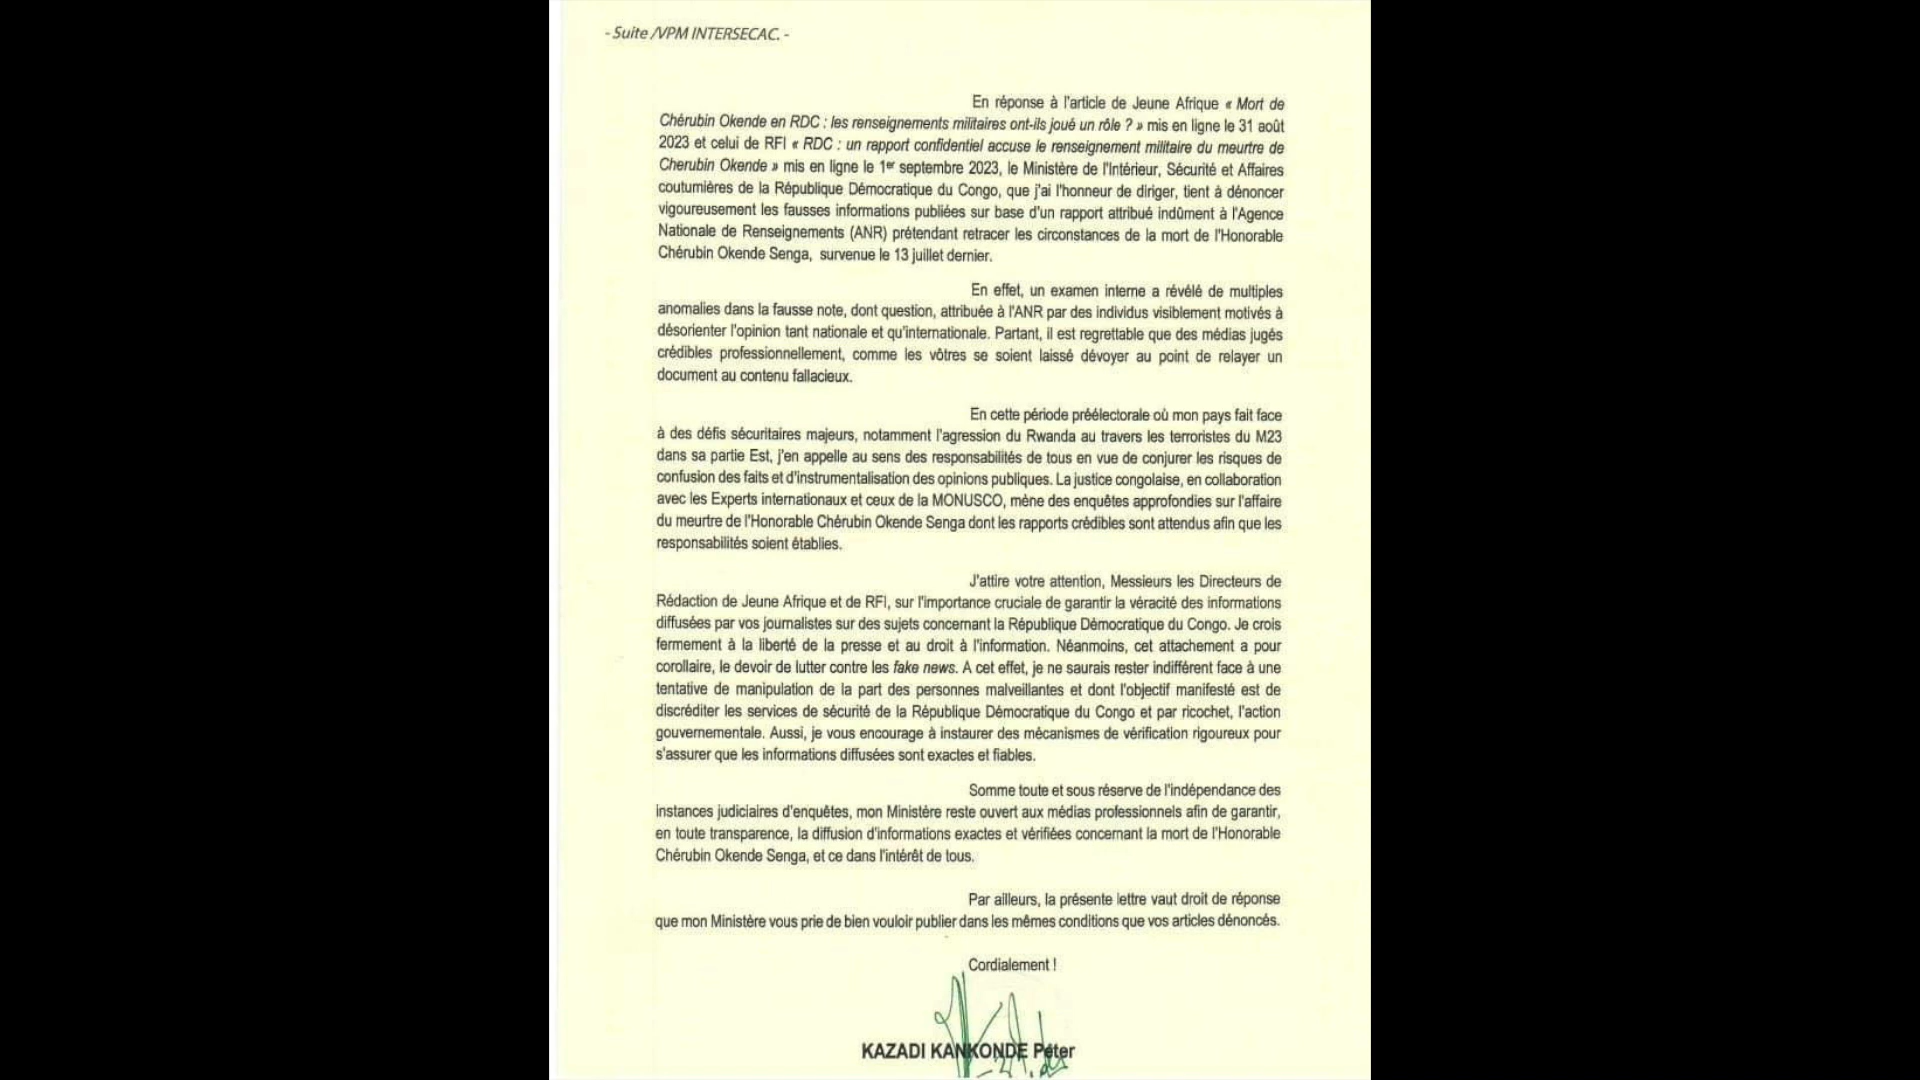 - Suite /VPM INTERSECAC. -
En réponse à l'article de Jeune Afrique « Mort de
Chérubin Okende en RDC : les renseignements militaires ont-ils joué un rôle ? » mis en ligne le 31 août
2023 et celui de RFI « RDC : un rapport confidentiel accuse le renseignement militaire du meurtre de
Cherubin Okende » mis en ligne le 1er septembre 2023, le Ministère de l'Intérieur, Sécurité et Affaires
coutumières de la République Démocratique du Congo, que j'ai l'honneur de diriger, tient à dénoncer
vigoureusement les fausses informations publiées sur base d'un rapport attribué indûment à l'Agence
Nationale de Renseignements (ANR) prétendant retracer les circonstances de la mort de l'Honorable
Chérubin Okende Senga, survenue le 13 juillet dernier.
En effet, un examen interne a révélé de multiples
anomalies dans la fausse note, dont question, attribuée à l'ANR par des individus visiblement motivés à
désorienter l'opinion tant nationale et qu'internationale. Partant, il est regrettable que des médias jugés
crédibles professionnellement, comme les vôtres se soient laissé dévoyer au point de relayer un
document au contenu fallacieux.
En cette période préélectorale où mon pays fait face
à des défis sécuritaires majeurs, notamment l'agression du Rwanda au travers les terroristes du M23
dans sa partie Est, j'en appelle au sens des responsabilités de tous en vue de conjurer les risques de
confusion des faits et d'instrumentalisation des opinions publiques. La justice congolaise, en collaboration
avec les Experts internationaux et ceux de la MONUSCO, mène des enquêtes approfondies sur l'affaire
du meurtre de l'Honorable Chérubin Okende Senga dont les rapports crédibles sont attendus afin que les
responsabilités soient établies.
J'attire votre attention, Messieurs les Directeurs de
Rédaction de Jeune Afrique et de RFI, sur l'importance cruciale de garantir la véracité des informations
diffusées par vos journalistes sur des sujets concernant la République Démocratique du Congo. Je crois
fermement à la liberté de la presse et au droit à l'information. Néanmoins, cet attachement a pour
corollaire, le devoir de lutter contre les fake news. A cet effet, je ne saurais rester indifférent face à une
tentative de manipulation de la part des personnes malveillantes et dont l'objectif manifesté est de
discréditer les services de sécurité de la République Démocratique du Congo et par ricochet, l'action
gouvernementale. Aussi, je vous encourage à instaurer des mécanismes de vérification rigoureux pour
s'assurer que les informations diffusées sont exactes et fiables.
Somme toute et sous réserve de l'indépendance des
instances judiciaires d'enquêtes, mon Ministère reste ouvert aux médias professionnels afin de garantir,
en toute transparence, la diffusion d'informations exactes et vérifiées concernant la mort de l'Honorable
Chérubin Okende Senga, et ce dans l'intérêt de tous.
Par ailleurs, la présente lettre vaut droit de réponse
que mon Ministère vous prie de bien vouloir publier dans les mêmes conditions que vos articles dénoncés.
Cordialement !
KAZADI KANKONDE Péter